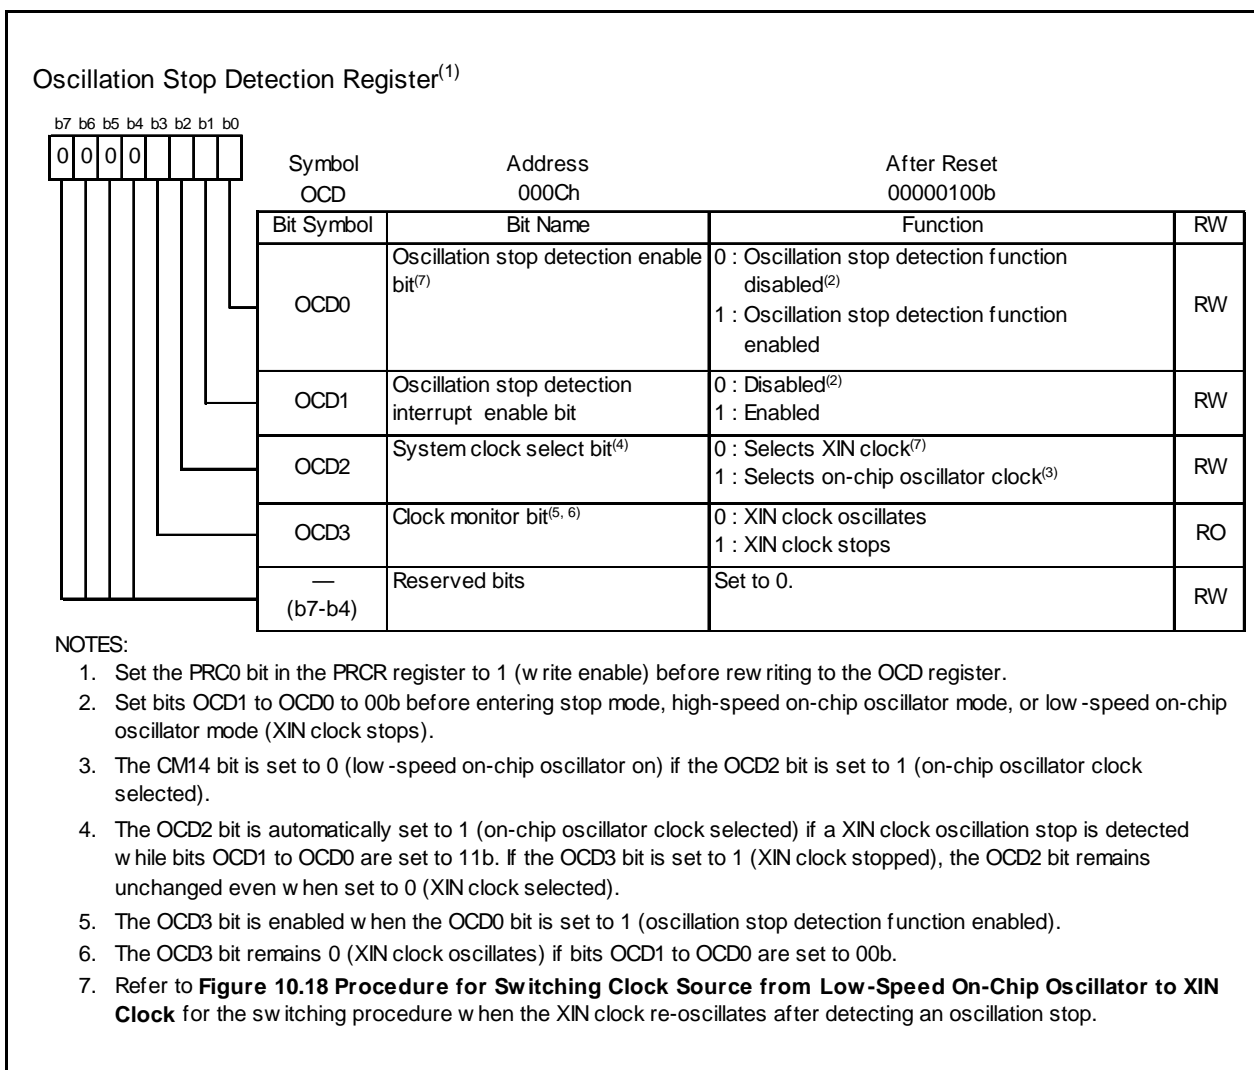 Oscillation Stop Detection Register(1)
b7 b6 b5 b4 b3 b2 b1 b0
0 0 0 0
Symbol Address After Reset
OCD 000Ch 00000100b
Bit Symbol Bit Name Function RW
OCD0
Oscillation stop detection enable
bit(7)
0 : Oscillation stop detection function
disabled(2)
1 : Oscillation stop detection function
enabled
RW
OCD1
Oscillation stop detection
interrupt enable bit
0 : Disabled(2)
1 : Enabled
RW
OCD2
System clock select bit(4)
0 : Selects XIN clock(7)
1 : Selects on-chip oscillator clock(3)
RW
OCD3
Clock monitor bit(5, 6)
0 : XIN clock oscillates
1 : XIN clock stops
RO
—
(b7-b4)
Reserved bits
Set to 0.
RW
NOTES:
1. Set the PRC0 bit in the PRCR register to 1 (write enable) before rewriting to the OCD register.
2. Set bits OCD1 to OCD0 to 00b before entering stop mode, high-speed on-chip oscillator mode, or low-speed on-chip
oscillator mode (XIN clock stops).
3. The CM14 bit is set to 0 (low-speed on-chip oscillator on) if the OCD2 bit is set to 1 (on-chip oscillator clock
selected).
4. The OCD2 bit is automatically set to 1 (on-chip oscillator clock selected) if a XIN clock oscillation stop is detected
while bits OCD1 to OCD0 are set to 11b. If the OCD3 bit is set to 1 (XIN clock stopped), the OCD2 bit remains
unchanged even when set to 0 (XIN clock selected).
5. The OCD3 bit is enabled when the OCD0 bit is set to 1 (oscillation stop detection function enabled).
6. The OCD3 bit remains 0 (XIN clock oscillates) if bits OCD1 to OCD0 are set to 00b.
7. Refer to Figure 10.18 Procedure for Switching Clock Source from Low-Speed On-Chip Oscillator to XIN
Clock for the switching procedure when the XIN clock re-oscillates after detecting an oscillation stop.